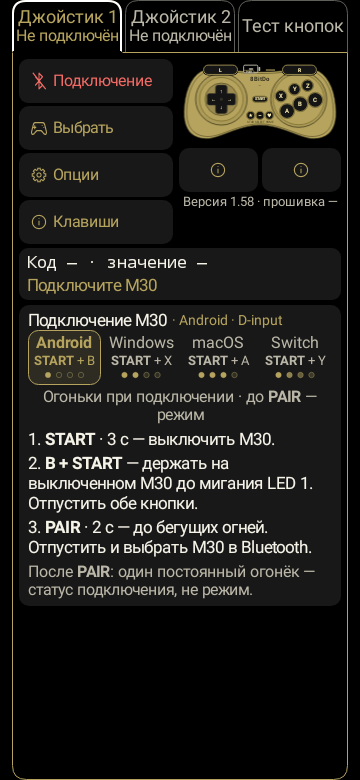 Джойстик 1
Не подключён
Джойстик 2
Не подключён
Тест кнопок
Подключение
Выбрать
Опции
Клавиши
L
R
8BitDo
START
X
Y
Z
A
B
C
Версия 1.58 · прошивка —
Код — · значение —
Подключите M30
Подключение M30 · Android · D-input
Android
START + B
Windows
START + X
macOS
START + A
Switch
START + Y
Огоньки при подключении · до PAIR —
режим
1. START · 3 с — выключить M30.
2. B + START — держать на
выключенном M30 до мигания LED 1.
Отпустить обе кнопки.
3. PAIR · 2 с — до бегущих огней.
Отпустить и выбрать M30 в Bluetooth.
После PAIR: один постоянный огонёк —
статус подключения, не режим.